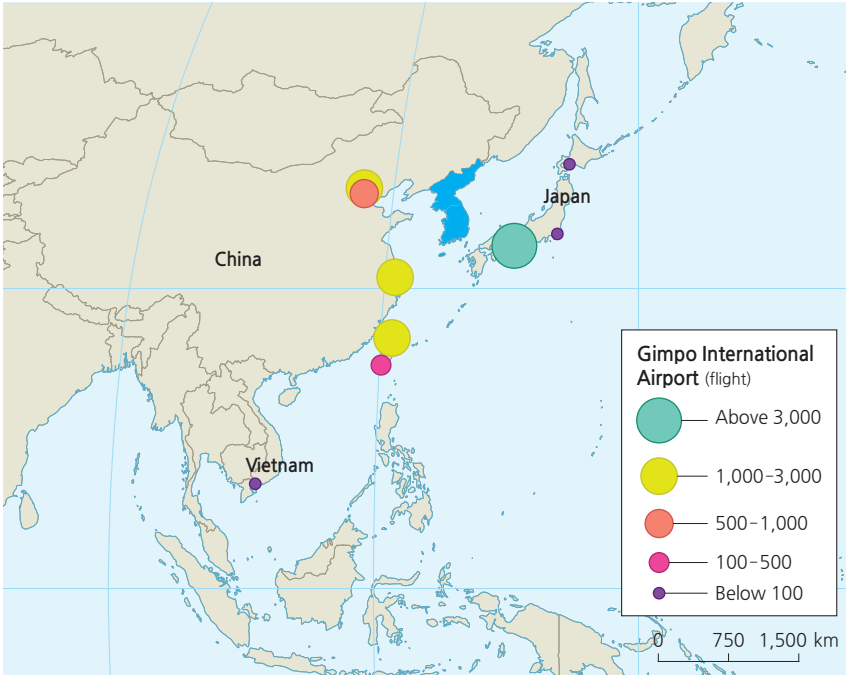 Japan
China
Vietnam
Gimpo International
Airport (flight)
Above 3,000
1,000–3,000
500–1,000
100–500
Below 100
0 750 1,500 km